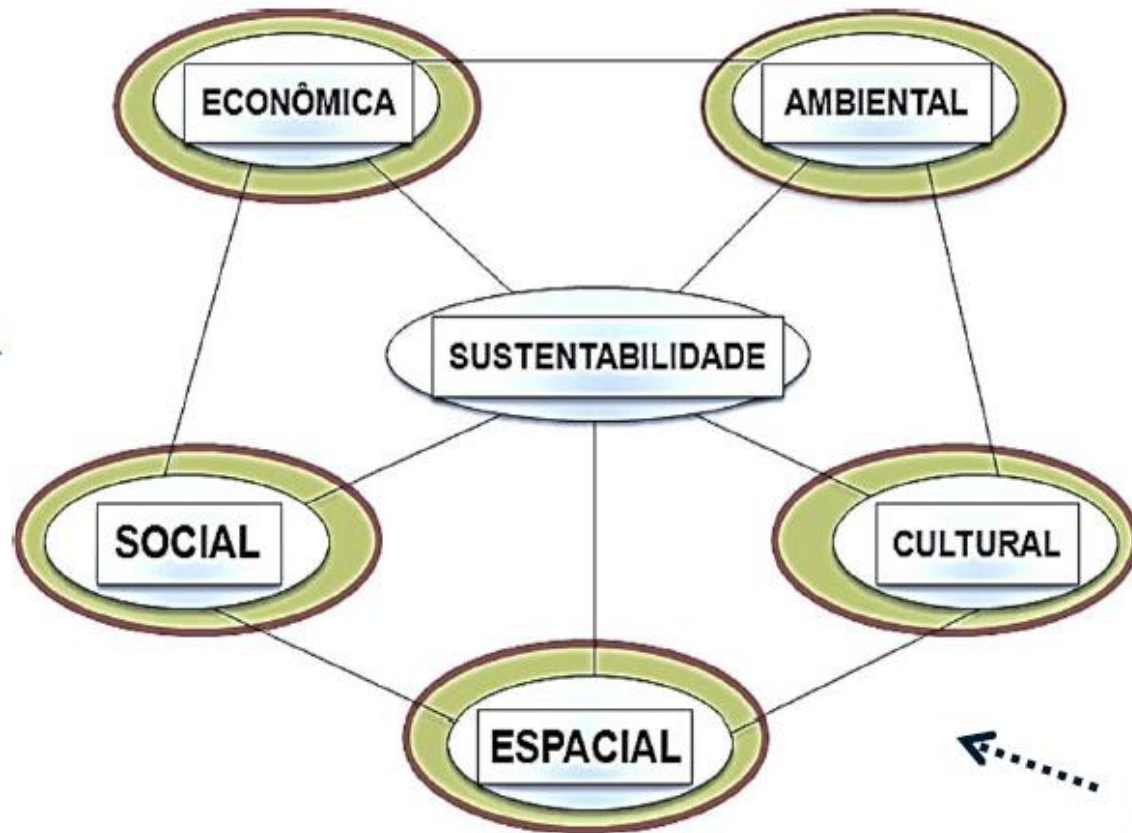 ECONÔMICA
AMBIENTAL
SUSTENTABILIDADE
SOCIAL
CULTURAL
ESPACIAL